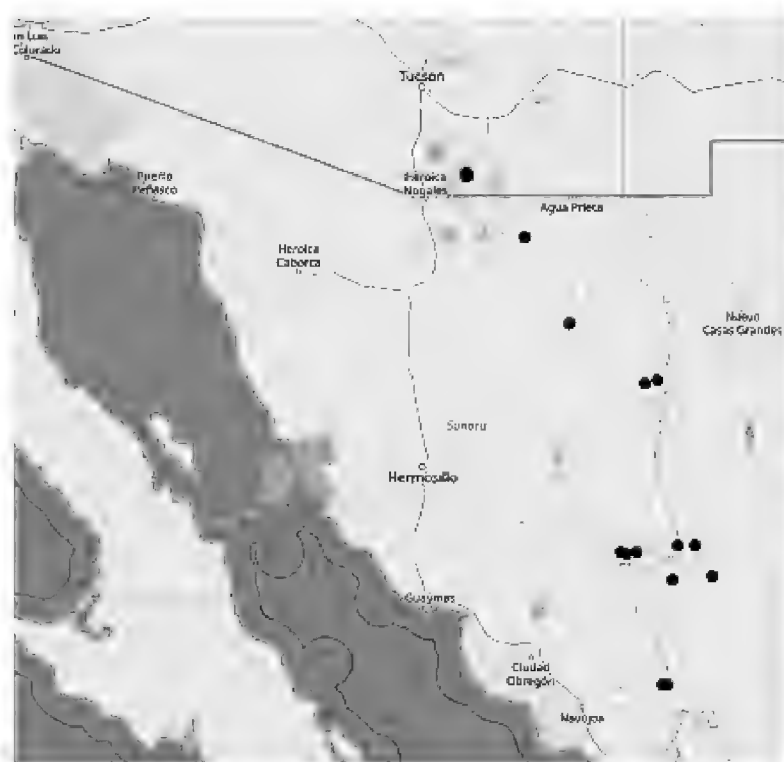 Tucson
Heroica
Nogales
Puerto
Peñasco
Agua Prieta
Heroica
Caborca
Nuevo
Casas Grandes
Sonora
Hermosillo
Guaymas
Ciudad
Obregón
Navojoa